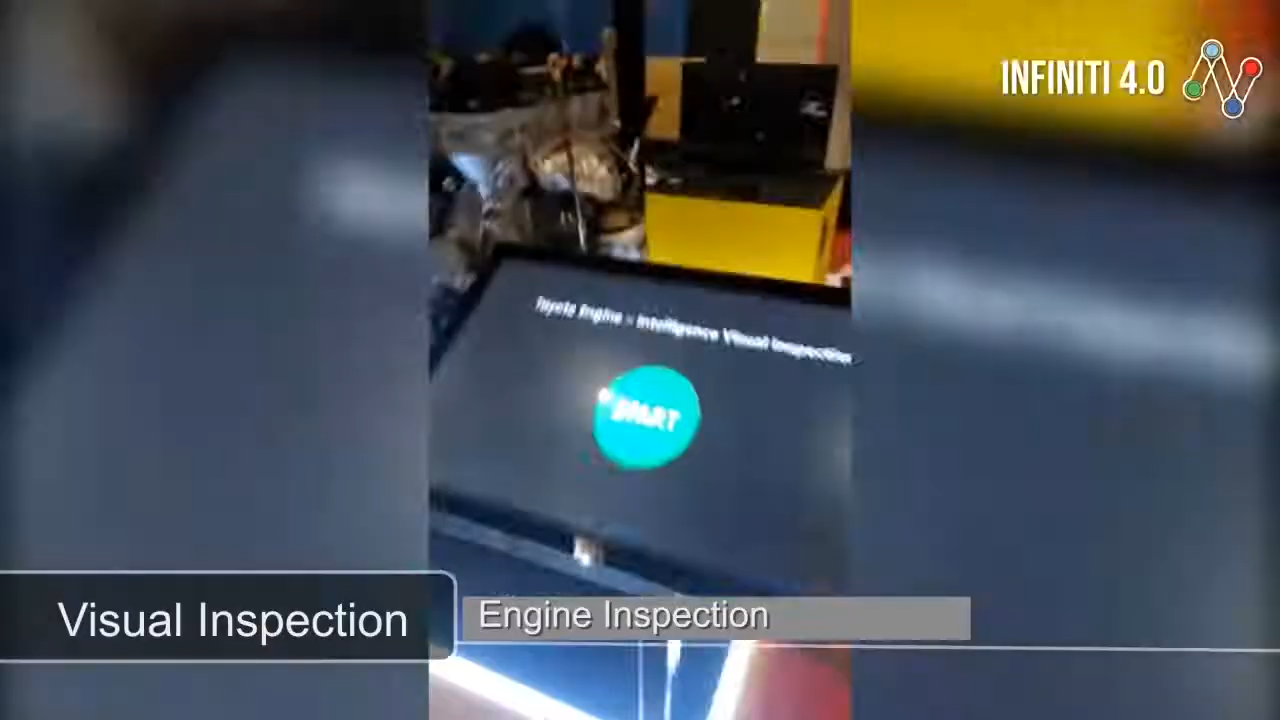 INFINITI 4.0
Toyota Engine - Intelligence Visual Inspection
START
Visual Inspection
Engine Inspection